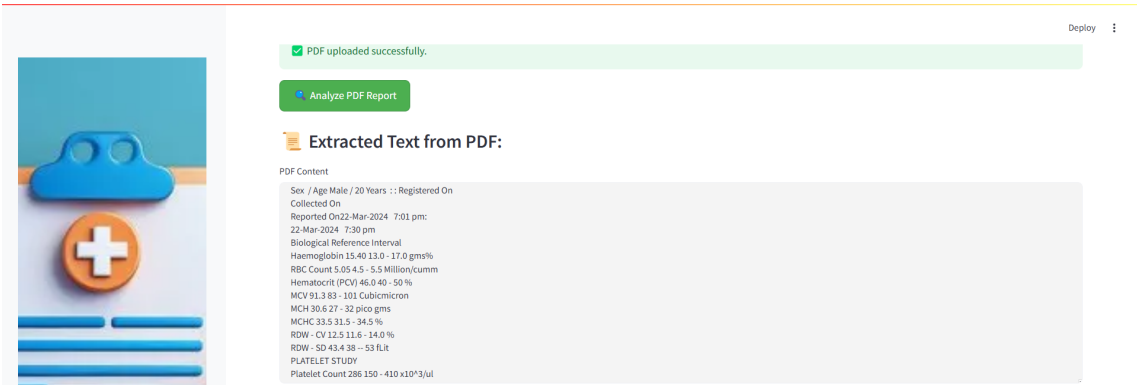 Deploy
✅ PDF uploaded successfully.
🔍 Analyze PDF Report
📜 Extracted Text from PDF:
PDF Content
Sex / Age Male / 20 Years : : Registered On
Collected On
Reported On22-Mar-2024 7:01 pm:
22-Mar-2024 7:30 pm
Biological Reference Interval
Haemoglobin 15.40 13.0 - 17.0 gms%
RBC Count 5.05 4.5 - 5.5 Million/cumm
Hematocrit (PCV) 46.0 40 - 50 %
MCV 91.3 83 - 101 Cubicmicron
MCH 30.6 27 - 32 pico gms
MCHC 33.5 31.5 - 34.5 %
RDW - CV 12.5 11.6 - 14.0 %
RDW - SD 43.4 38 -- 53 fLit
PLATELET STUDY
Platelet Count 286 150 - 410 x10^3/ul